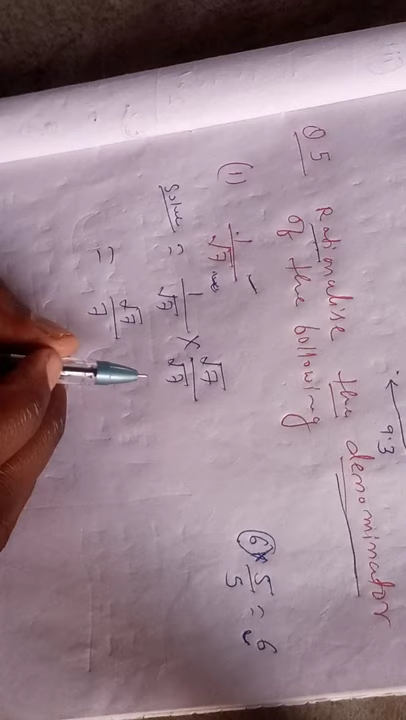 9.3
Q5 Rationalise the denominator
of the following
(1) 1/√7
Solve = 1/√7 × √7/√7
= √7/7
6 × 5/5 = 6